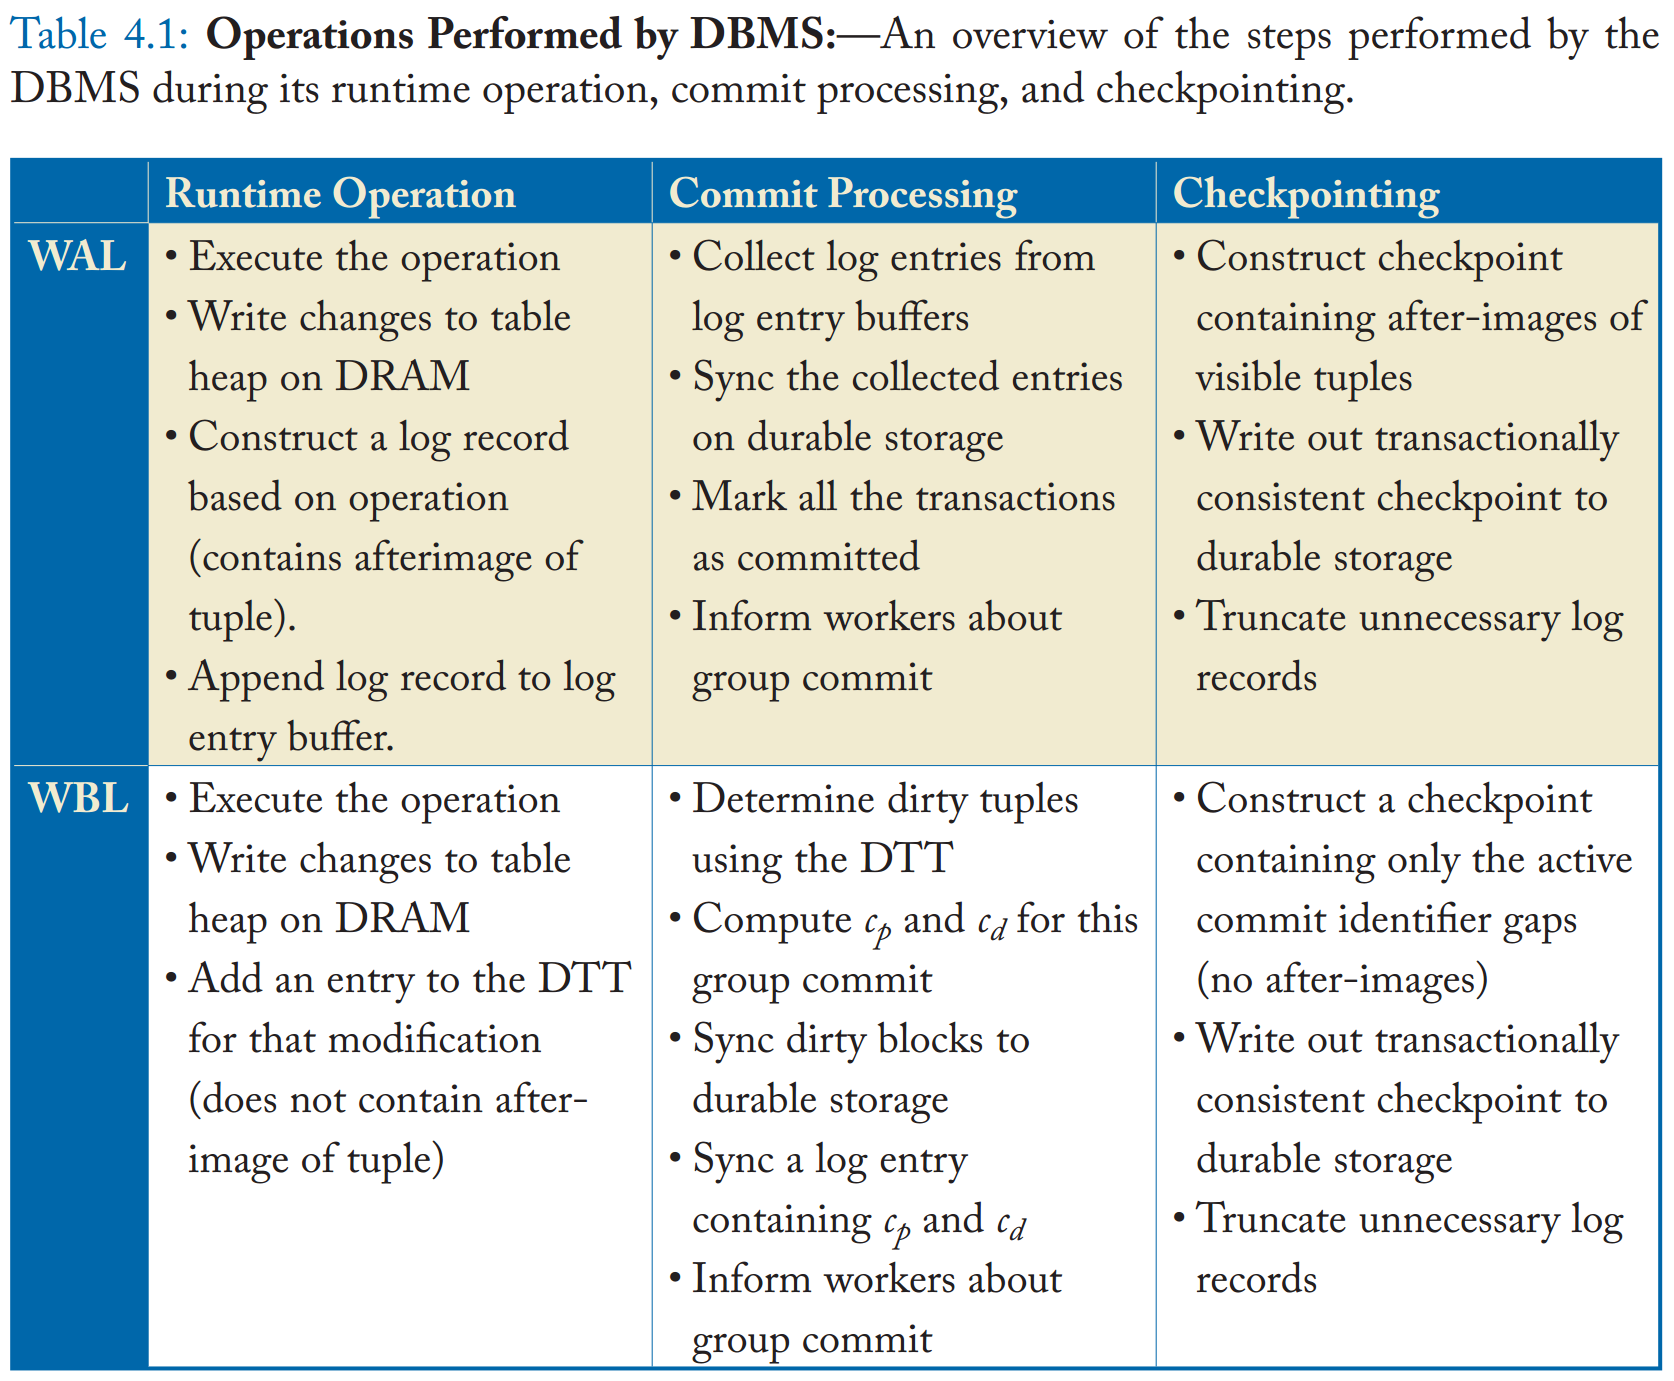 Table 4.1: Operations Performed by DBMS:—An overview of the steps performed by the
DBMS during its runtime operation, commit processing, and checkpointing.
Runtime Operation
Commit Processing
Checkpointing
WAL
• Execute the operation
• Write changes to table
heap on DRAM
• Construct a log record
based on operation
(contains afterimage of
tuple).
• Append log record to log
entry buffer.
• Collect log entries from
log entry buffers
• Sync the collected entries
on durable storage
• Mark all the transactions
as committed
• Inform workers about
group commit
• Construct checkpoint
containing after-images of
visible tuples
• Write out transactionally
consistent checkpoint to
durable storage
• Truncate unnecessary log
records
WBL
• Execute the operation
• Write changes to table
heap on DRAM
• Add an entry to the DTT
for that modification
(does not contain after-
image of tuple)
• Determine dirty tuples
using the DTT
• Compute cp and cd for this
group commit
• Sync dirty blocks to
durable storage
• Sync a log entry
containing cp and cd
• Inform workers about
group commit
• Construct a checkpoint
containing only the active
commit identifier gaps
(no after-images)
• Write out transactionally
consistent checkpoint to
durable storage
• Truncate unnecessary log
records